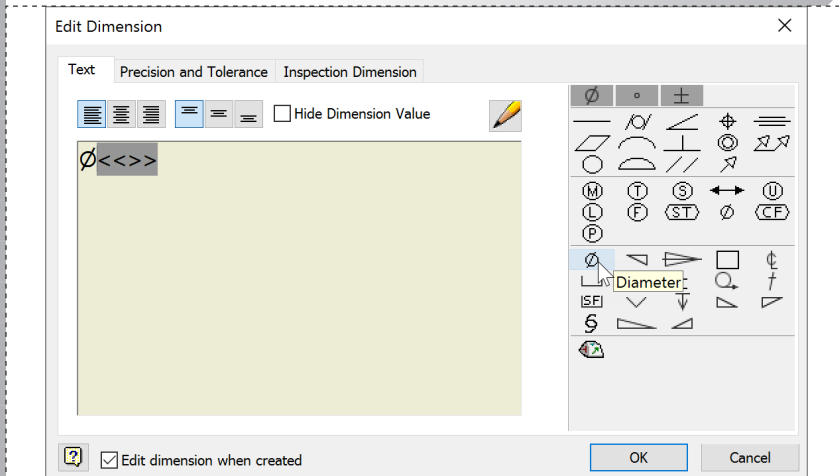 Edit Dimension
Text Precision and Tolerance Inspection Dimension
Hide Dimension Value
Ø<<>>
Ø ° ±
Ⓜ Ⓣ Ⓢ Ⓤ
Ⓛ Ⓕ ST Ø CF
Ⓟ
Ø ℄
Diameter
SF
Edit dimension when created
OK Cancel